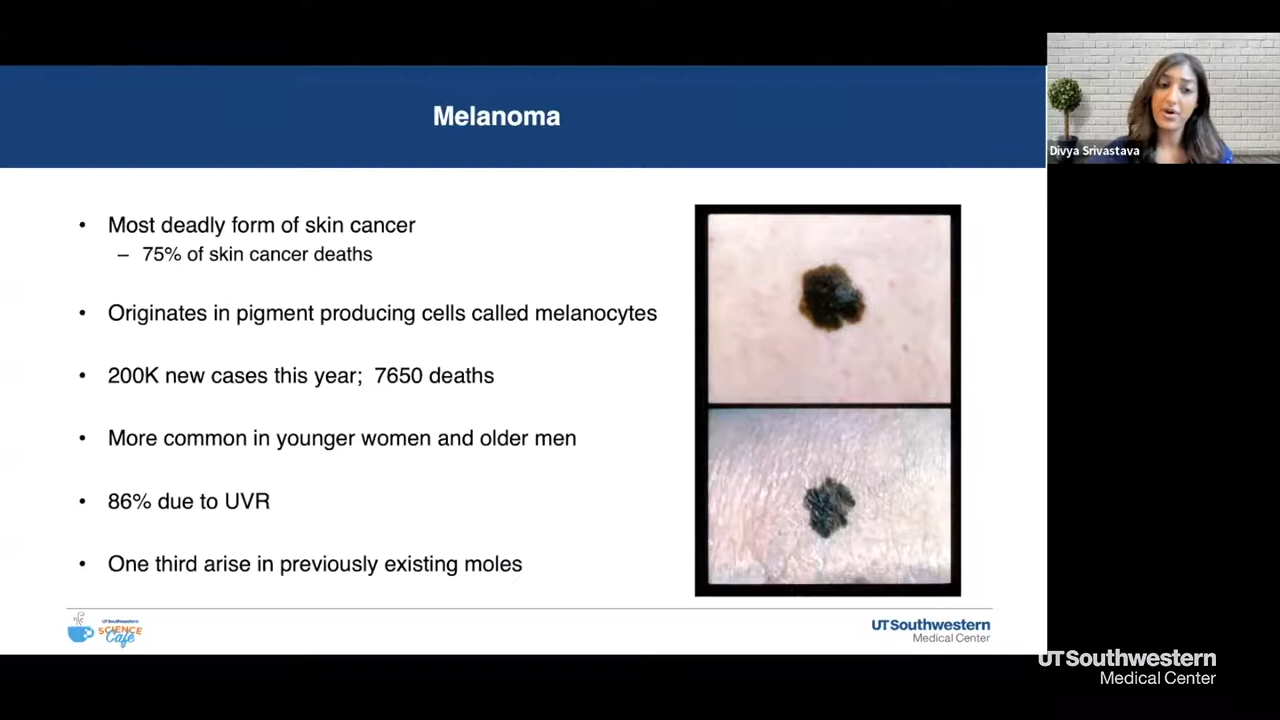 Melanoma
Divya Srivastava
• Most deadly form of skin cancer
– 75% of skin cancer deaths
• Originates in pigment producing cells called melanocytes
• 200K new cases this year; 7650 deaths
• More common in younger women and older men
• 86% due to UVR
• One third arise in previously existing moles
UTSouthwestern
SCIENCE
Café
UTSouthwestern
Medical Center
UTSouthwestern
Medical Center